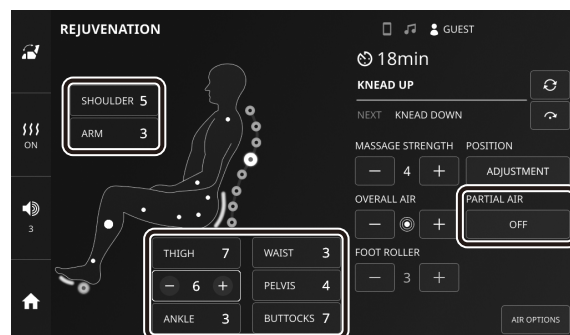 REJUVENATION
GUEST
18min
KNEAD UP
NEXT KNEAD DOWN
SHOULDER 5
ARM 3
ON
3
MASSAGE STRENGTH POSITION
− 4 + ADJUSTMENT
OVERALL AIR PARTIAL AIR
− + OFF
FOOT ROLLER
− 3 +
THIGH 7 WAIST 3
− 6 + PELVIS 4
ANKLE 3 BUTTOCKS 7
AIR OPTIONS